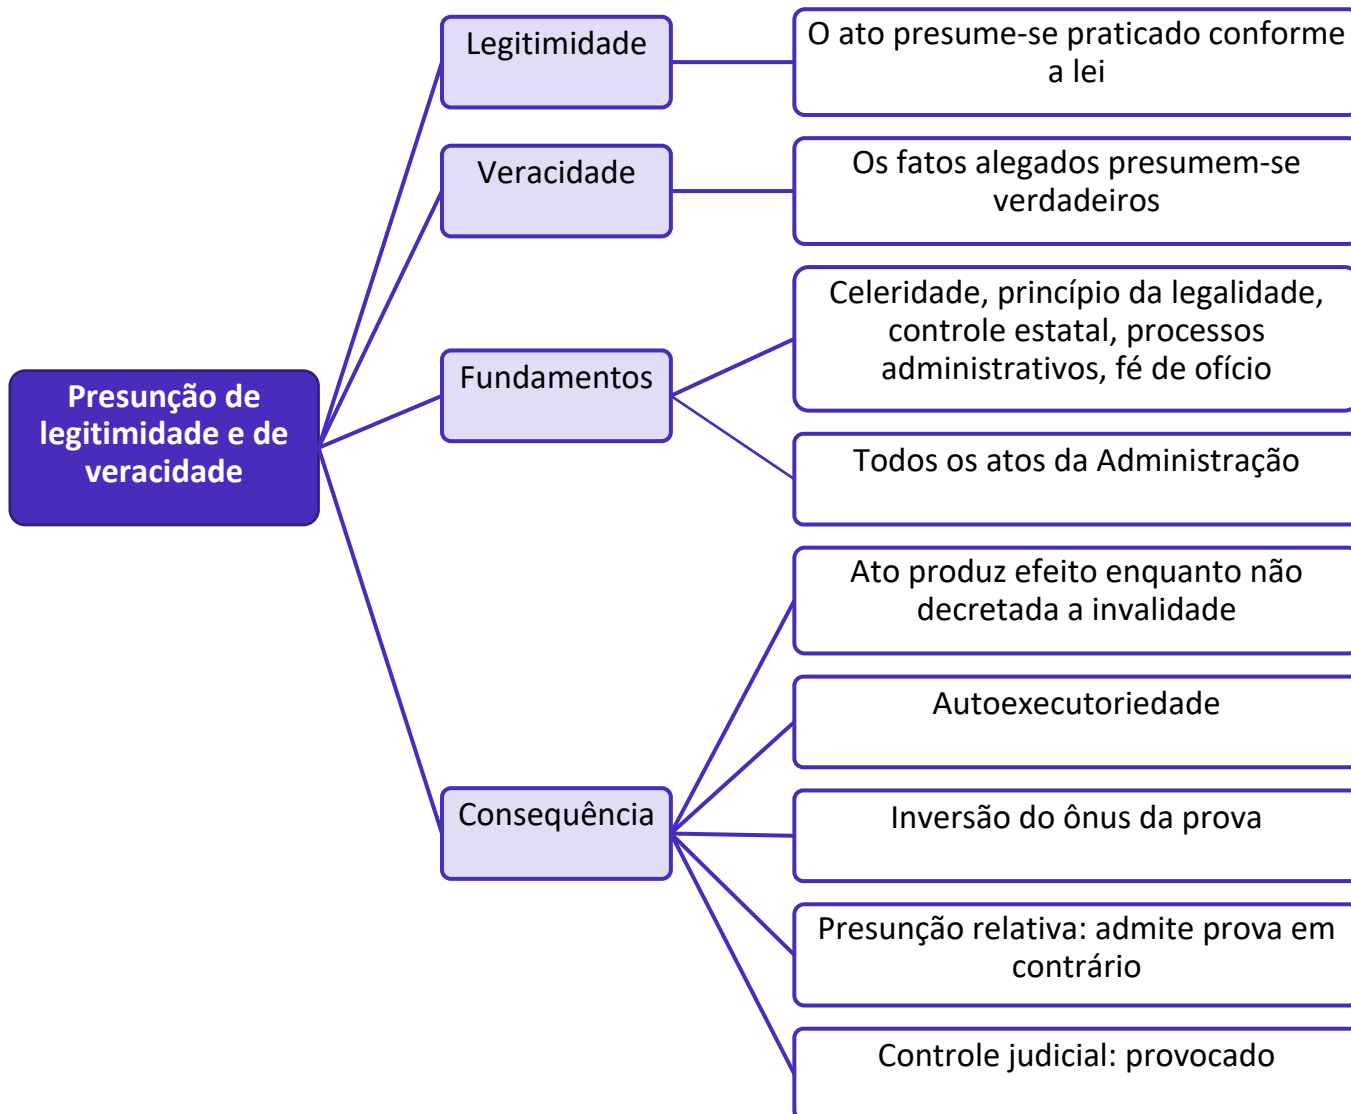 Presunção de
legitimidade e de
veracidade
Legitimidade
O ato presume-se praticado conforme
a lei
Veracidade
Os fatos alegados presumem-se
verdadeiros
Fundamentos
Celeridade, princípio da legalidade,
controle estatal, processos
administrativos, fé de ofício
Todos os atos da Administração
Consequência
Ato produz efeito enquanto não
decretada a invalidade
Autoexecutoriedade
Inversão do ônus da prova
Presunção relativa: admite prova em
contrário
Controle judicial: provocado